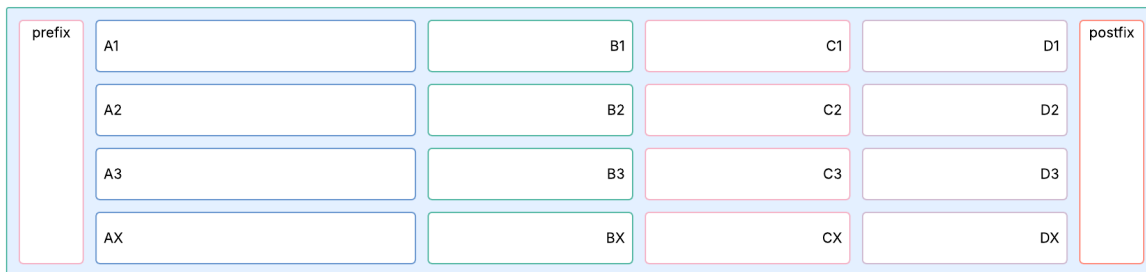 prefix A1 B1 C1 D1 postfix
A2 B2 C2 D2
A3 B3 C3 D3
AX BX CX DX